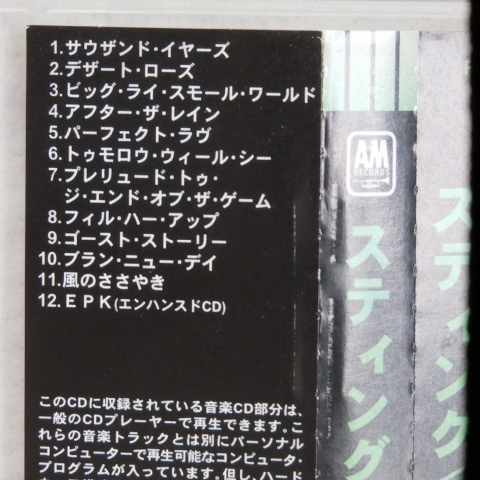 1.サウザンド・イヤーズ
2.デザート・ローズ
3.ビッグ・ライ・スモール・ワールド
4.アフター・ザ・レイン
5.パーフェクト・ラヴ
6.トゥモロウ・ウィール・シー
7.プレリュード・トゥ・
ジ・エンド・オブ・ザ・ゲーム
8.フィル・ハー・アップ
9.ゴースト・ストーリー
10.ブラン・ニュー・デイ
11.風のささやき
12.EPK(エンハンスドCD)
このCDに収録されている音楽CD部分は、
一般のCDプレーヤーで再生できます。こ
れらの音楽トラックとは別にパーソナル
コンピューターで再生可能なコンピュータ・
プログラムが入っています。但し、ハード
A&M
RECORDS
スティング
スティング